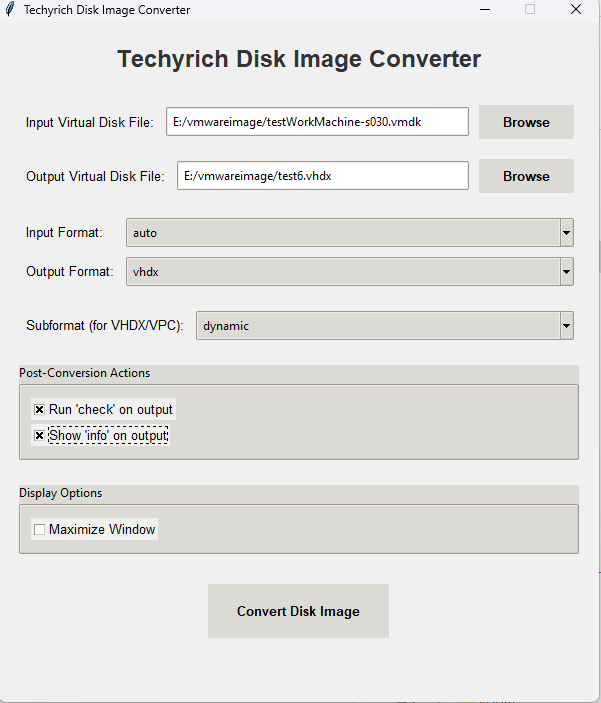 Techyrich Disk Image Converter
Techyrich Disk Image Converter
Input Virtual Disk File: E:/vmwareimage/testWorkMachine-s030.vmdk Browse
Output Virtual Disk File: E:/vmwareimage/test6.vhdx Browse
Input Format: auto
Output Format: vhdx
Subformat (for VHDX/VPC): dynamic
Post-Conversion Actions
Run 'check' on output
Show 'info' on output
Display Options
Maximize Window
Convert Disk Image